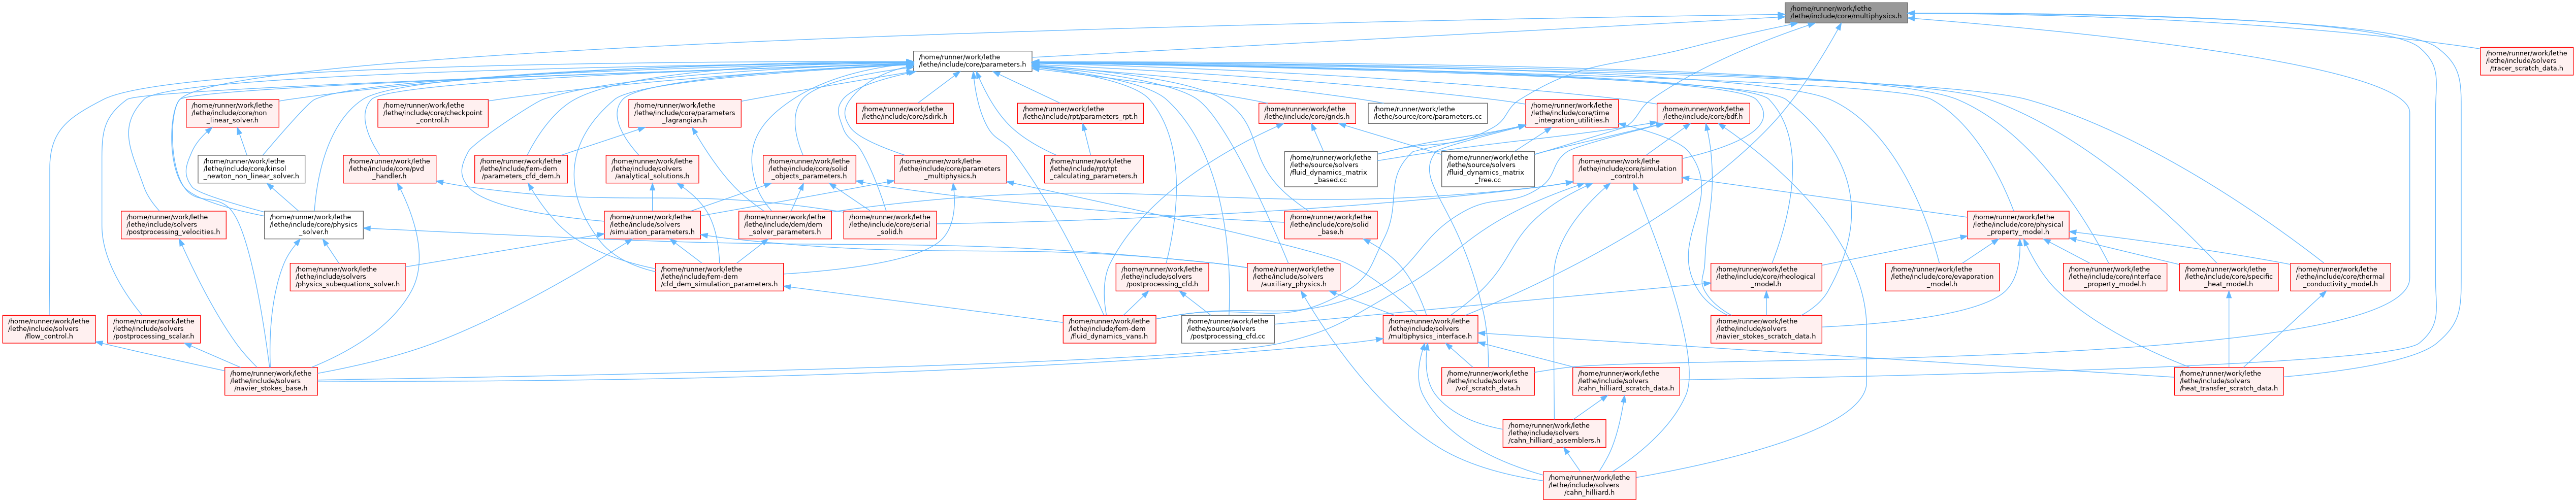 /home/runner/work/lethe
/lethe/include/core/multiphysics.h
/home/runner/work/lethe
/lethe/include/core/parameters.h
/home/runner/work/lethe
/lethe/include/solvers
/tracer_scratch_data.h
/home/runner/work/lethe
/lethe/include/core/non
_linear_solver.h
/home/runner/work/lethe
/lethe/include/core/checkpoint
_control.h
/home/runner/work/lethe
/lethe/include/core/parameters
_lagrangian.h
/home/runner/work/lethe
/lethe/include/core/sdirk.h
/home/runner/work/lethe
/lethe/include/rpt/parameters_rpt.h
/home/runner/work/lethe
/lethe/include/core/grids.h
/home/runner/work/lethe
/lethe/source/core/parameters.cc
/home/runner/work/lethe
/lethe/include/core/time
_integration_utilities.h
/home/runner/work/lethe
/lethe/include/core/bdf.h
/home/runner/work/lethe
/lethe/include/core/kinsol
_newton_non_linear_solver.h
/home/runner/work/lethe
/lethe/include/core/pvd
_handler.h
/home/runner/work/lethe
/lethe/include/fem-dem
/parameters_cfd_dem.h
/home/runner/work/lethe
/lethe/include/solvers
/analytical_solutions.h
/home/runner/work/lethe
/lethe/include/core/solid
_objects_parameters.h
/home/runner/work/lethe
/lethe/include/core/parameters
_multiphysics.h
/home/runner/work/lethe
/lethe/include/rpt/rpt
_calculating_parameters.h
/home/runner/work/lethe
/lethe/source/solvers
/fluid_dynamics_matrix
_based.cc
/home/runner/work/lethe
/lethe/source/solvers
/fluid_dynamics_matrix
_free.cc
/home/runner/work/lethe
/lethe/include/core/simulation
_control.h
/home/runner/work/lethe
/lethe/include/solvers
/postprocessing_velocities.h
/home/runner/work/lethe
/lethe/include/core/physics
_solver.h
/home/runner/work/lethe
/lethe/include/solvers
/simulation_parameters.h
/home/runner/work/lethe
/lethe/include/dem/dem
_solver_parameters.h
/home/runner/work/lethe
/lethe/include/core/serial
_solid.h
/home/runner/work/lethe
/lethe/include/core/solid
_base.h
/home/runner/work/lethe
/lethe/include/core/physical
_property_model.h
/home/runner/work/lethe
/lethe/include/solvers
/physics_subequations_solver.h
/home/runner/work/lethe
/lethe/include/fem-dem
/cfd_dem_simulation_parameters.h
/home/runner/work/lethe
/lethe/include/solvers
/postprocessing_cfd.h
/home/runner/work/lethe
/lethe/include/solvers
/auxiliary_physics.h
/home/runner/work/lethe
/lethe/include/core/rheological
_model.h
/home/runner/work/lethe
/lethe/include/core/evaporation
_model.h
/home/runner/work/lethe
/lethe/include/core/interface
_property_model.h
/home/runner/work/lethe
/lethe/include/core/specific
_heat_model.h
/home/runner/work/lethe
/lethe/include/core/thermal
_conductivity_model.h
/home/runner/work/lethe
/lethe/include/solvers
/flow_control.h
/home/runner/work/lethe
/lethe/include/solvers
/postprocessing_scalar.h
/home/runner/work/lethe
/lethe/include/fem-dem
/fluid_dynamics_vans.h
/home/runner/work/lethe
/lethe/source/solvers
/postprocessing_cfd.cc
/home/runner/work/lethe
/lethe/include/solvers
/multiphysics_interface.h
/home/runner/work/lethe
/lethe/include/solvers
/navier_stokes_scratch_data.h
/home/runner/work/lethe
/lethe/include/solvers
/navier_stokes_base.h
/home/runner/work/lethe
/lethe/include/solvers
/vof_scratch_data.h
/home/runner/work/lethe
/lethe/include/solvers
/cahn_hilliard_scratch_data.h
/home/runner/work/lethe
/lethe/include/solvers
/heat_transfer_scratch_data.h
/home/runner/work/lethe
/lethe/include/solvers
/cahn_hilliard_assemblers.h
/home/runner/work/lethe
/lethe/include/solvers
/cahn_hilliard.h